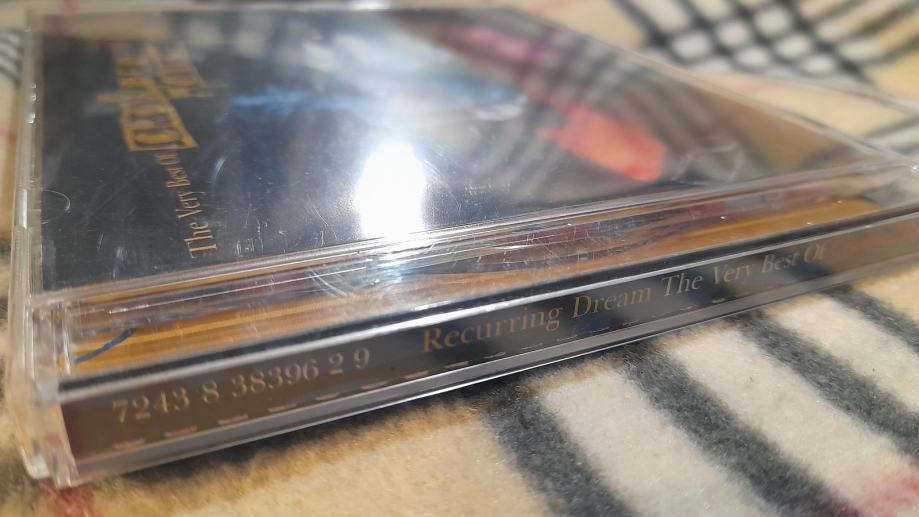 The Very Best Of
7243 8 38396 2 9 Recurring Dream The Very Best Of